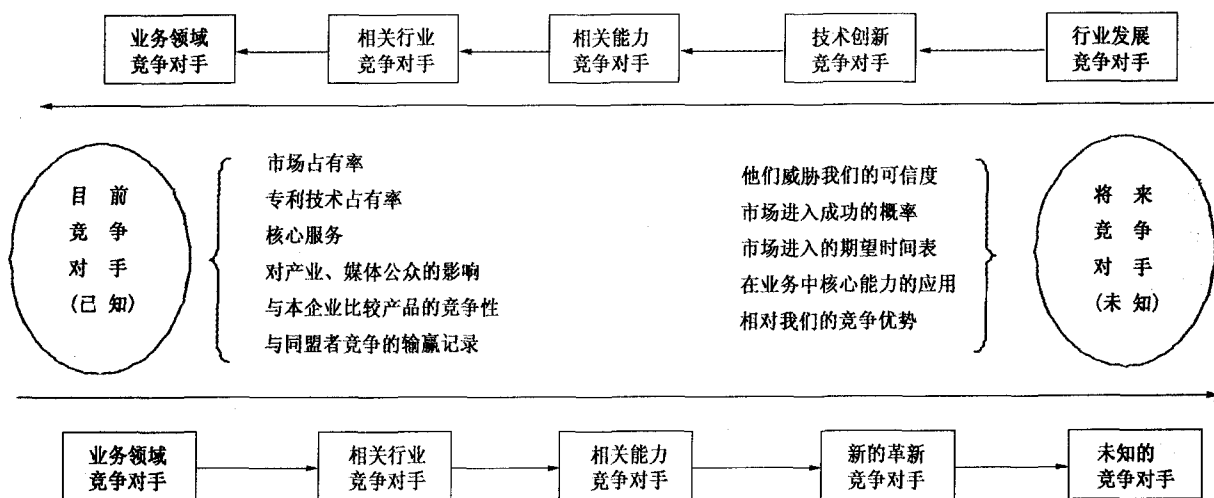 业务领域
竞争对手
相关行业
竞争对手
相关能力
竞争对手
技术创新
竞争对手
行业发展
竞争对手
目前
竞争
对手
(已知)
市场占有率
专利技术占有率
核心服务
对产业、媒体公众的影响
与本企业比较产品的竞争性
与同盟者竞争的输赢记录
他们威胁我们的可信度
市场进入成功的概率
市场进入的期望时间表
在业务中核心能力的应用
相对我们的竞争优势
将来
竞争
对手
(未知)
业务领域
竞争对手
相关行业
竞争对手
相关能力
竞争对手
新的革新
竞争对手
未知的
竞争对手